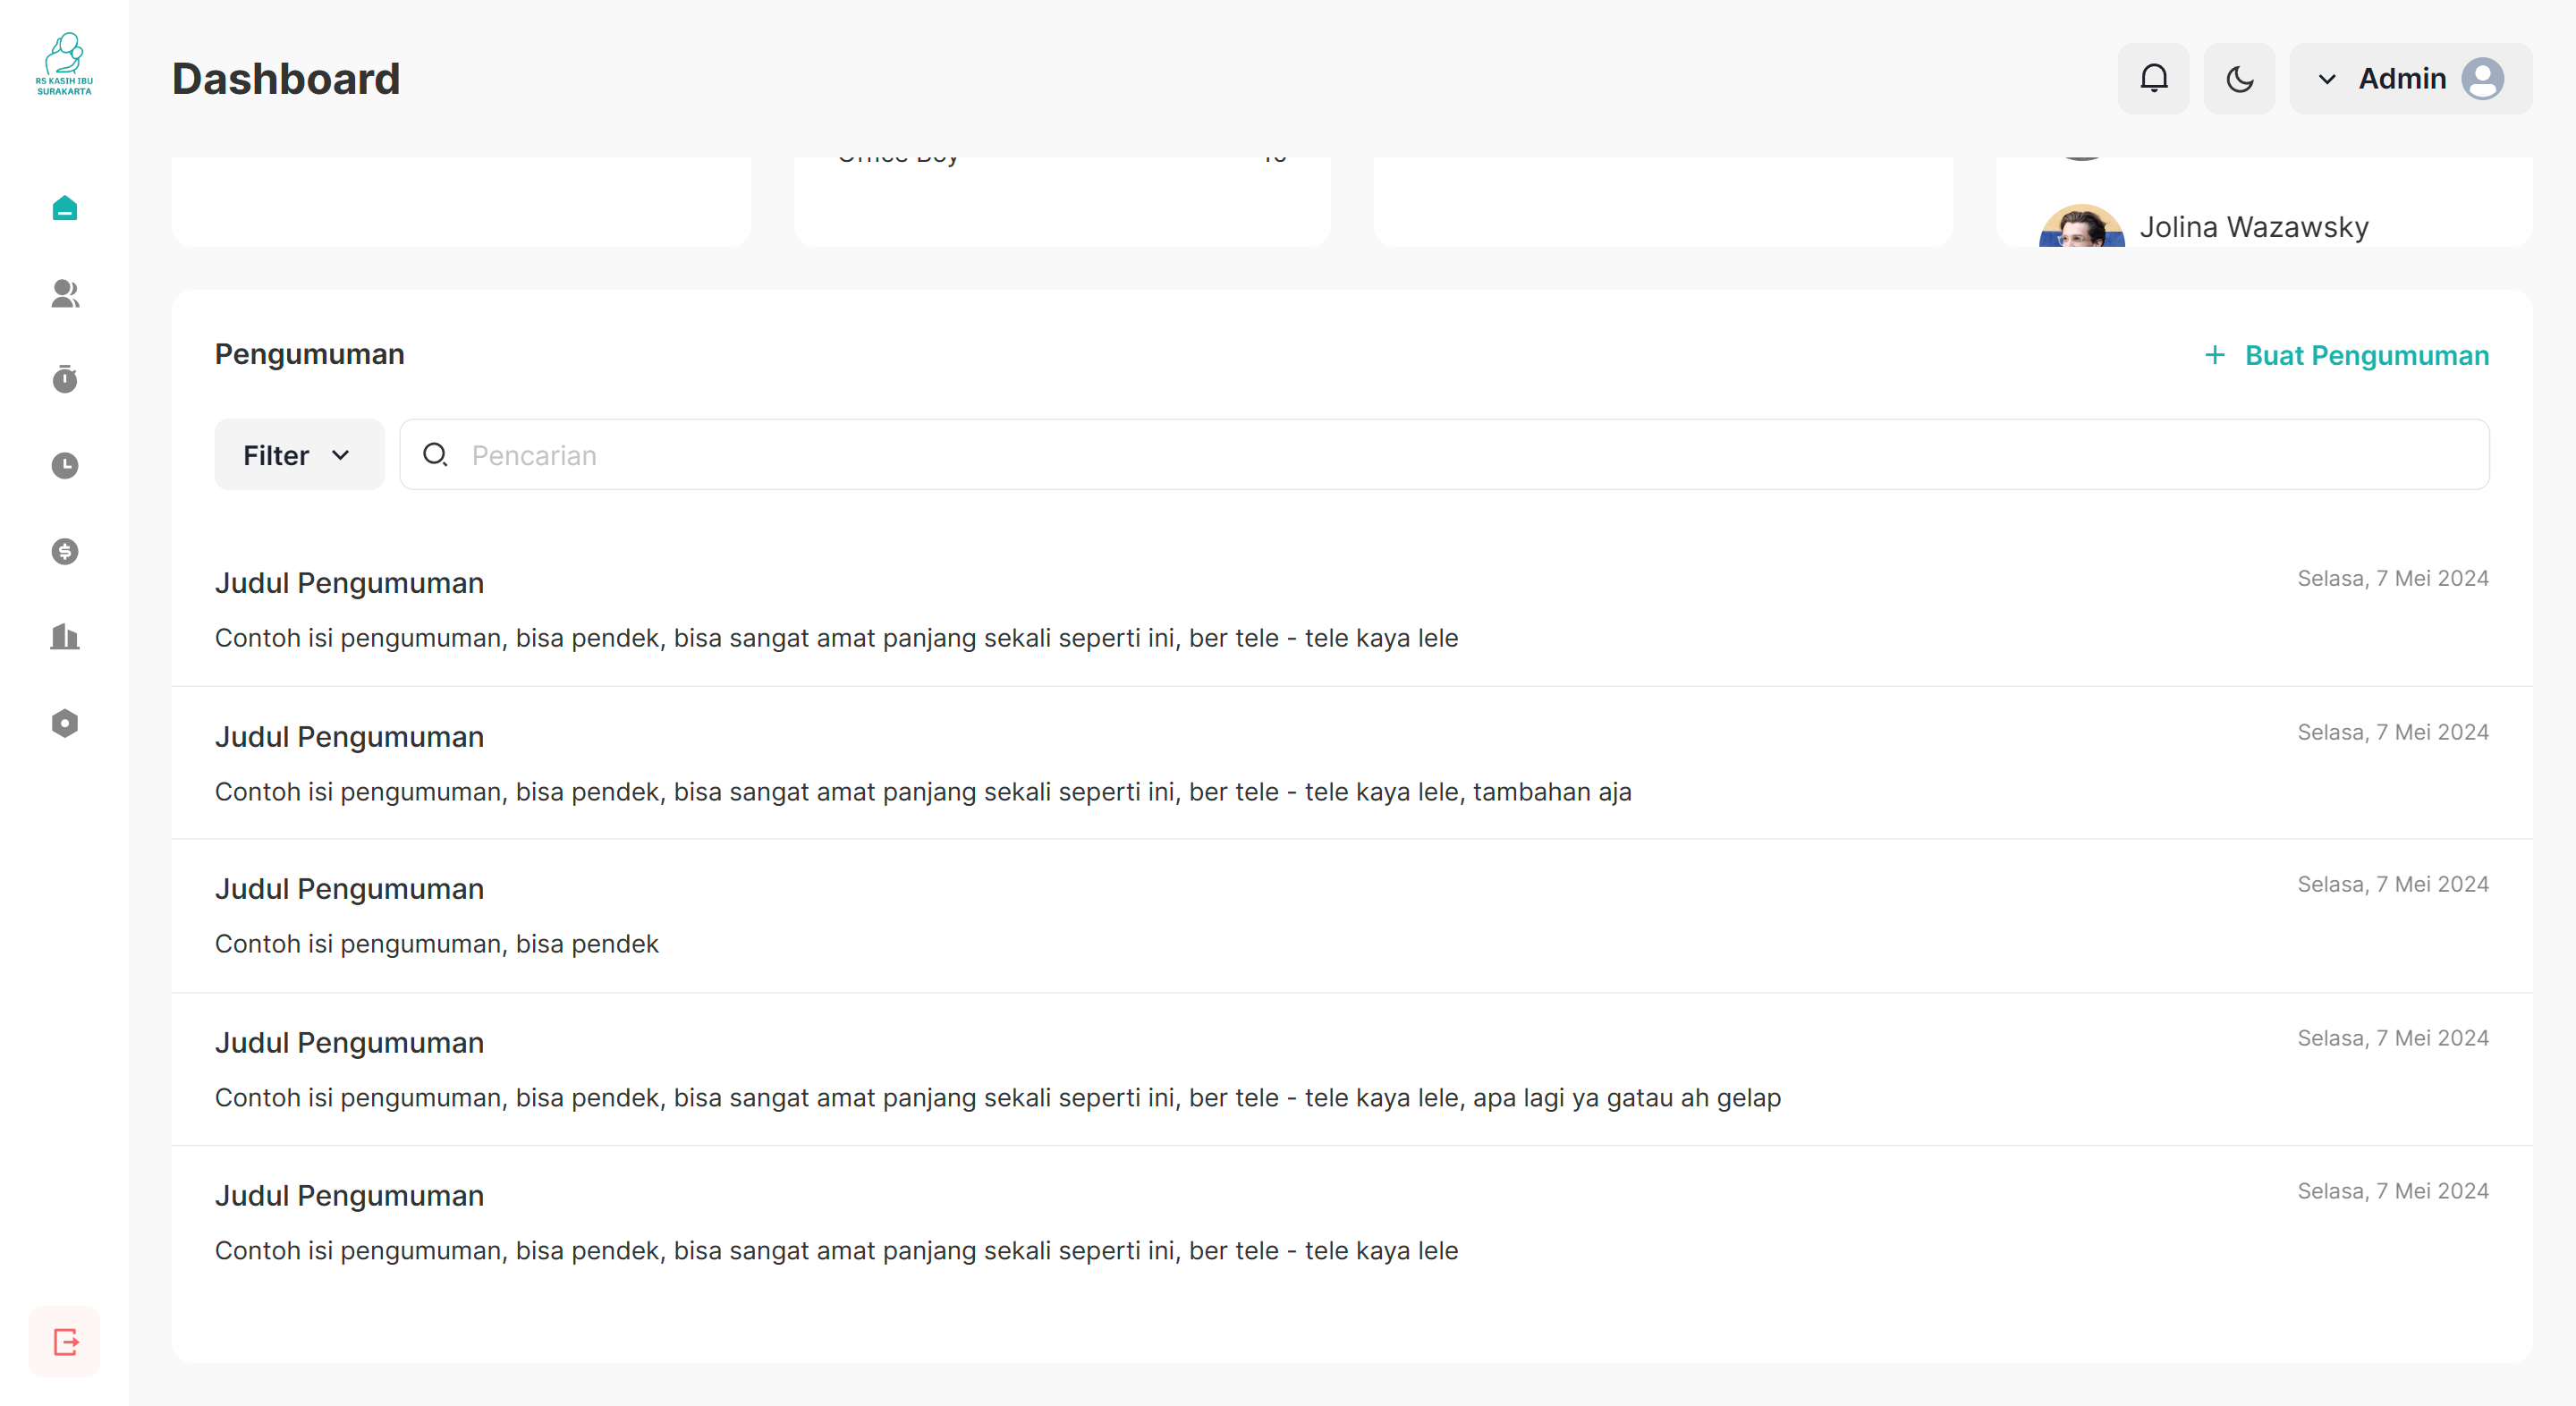 RS KASIH IBU
SURAKARTA
Dashboard
Admin
Jolina Wazawsky
Pengumuman
Buat Pengumuman
Filter
Pencarian
Judul Pengumuman
Selasa, 7 Mei 2024
Contoh isi pengumuman, bisa pendek, bisa sangat amat panjang sekali seperti ini, ber tele - tele kaya lele
Judul Pengumuman
Selasa, 7 Mei 2024
Contoh isi pengumuman, bisa pendek, bisa sangat amat panjang sekali seperti ini, ber tele - tele kaya lele, tambahan aja
Judul Pengumuman
Selasa, 7 Mei 2024
Contoh isi pengumuman, bisa pendek
Judul Pengumuman
Selasa, 7 Mei 2024
Contoh isi pengumuman, bisa pendek, bisa sangat amat panjang sekali seperti ini, ber tele - tele kaya lele, apa lagi ya gatau ah gelap
Judul Pengumuman
Selasa, 7 Mei 2024
Contoh isi pengumuman, bisa pendek, bisa sangat amat panjang sekali seperti ini, ber tele - tele kaya lele